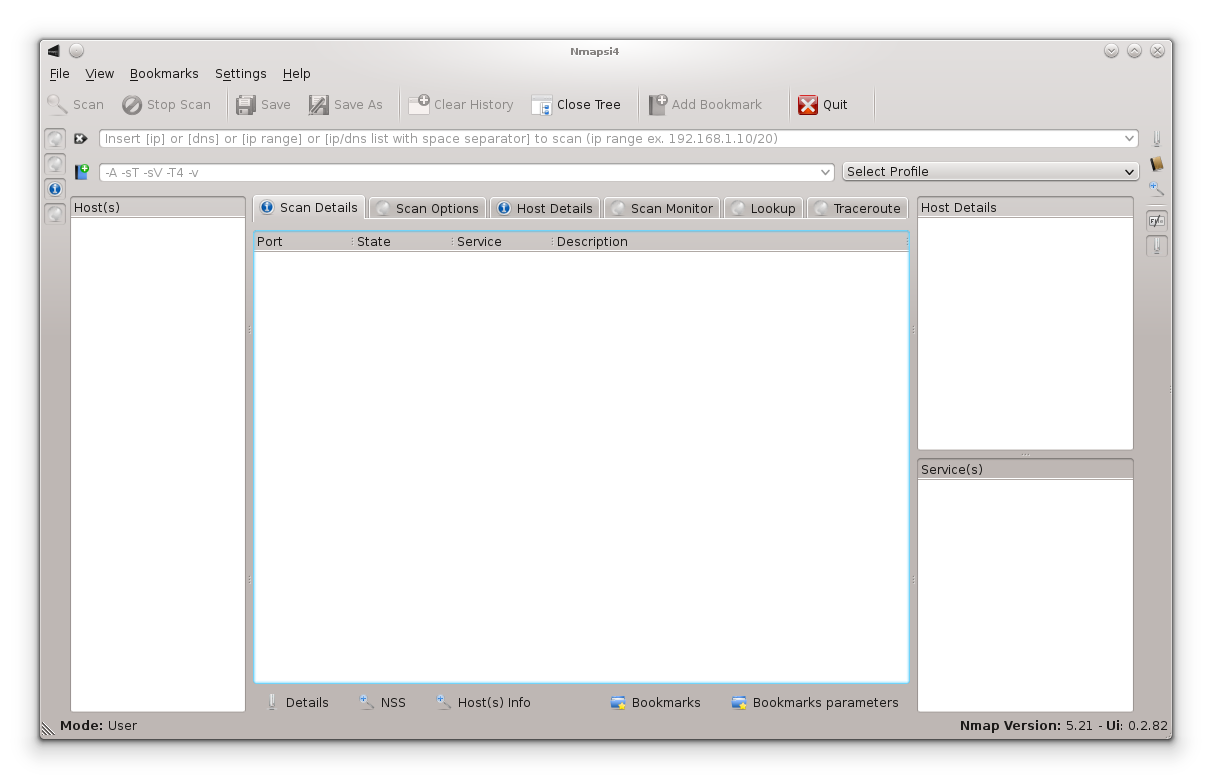 Nmapsi4
File View Bookmarks Settings Help
Scan Stop Scan Save Save As Clear History Close Tree Add Bookmark Quit
Insert [ip] or [dns] or [ip range] or [ip/dns list with space separator] to scan (ip range ex. 192.168.1.10/20)
-A -sT -sV -T4 -v Select Profile
Host(s) Scan Details Scan Options Host Details Scan Monitor Lookup Traceroute Host Details
Port State Service Description
Service(s)
Details NSS Host(s) Info Bookmarks Bookmarks parameters
Mode: User Nmap Version: 5.21 - Ui: 0.2.82